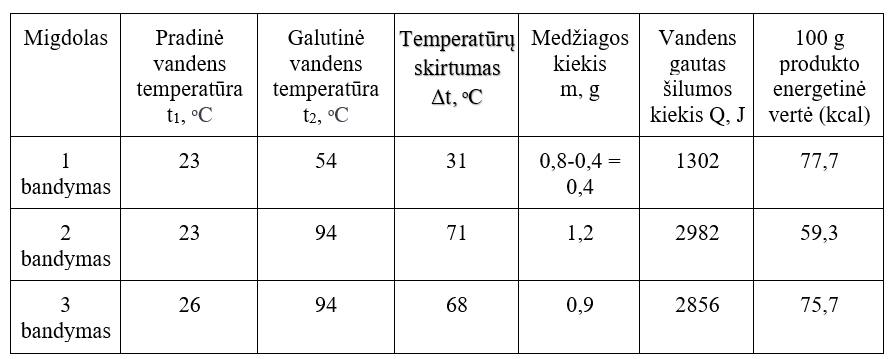 Migdolas
Pradinė
vandens
temperatūra
t₁, °C
Galutinė
vandens
temperatūra
t₂, °C
Temperatūrų
skirtumas
Δt, °C
Medžiagos
kiekis
m, g
Vandens
gautas
šilumos
kiekis Q, J
100 g
produkto
energetinė
vertė (kcal)
1
bandymas
23
54
31
0,8-0,4 =
0,4
1302
77,7
2
bandymas
23
94
71
1,2
2982
59,3
3
bandymas
26
94
68
0,9
2856
75,7